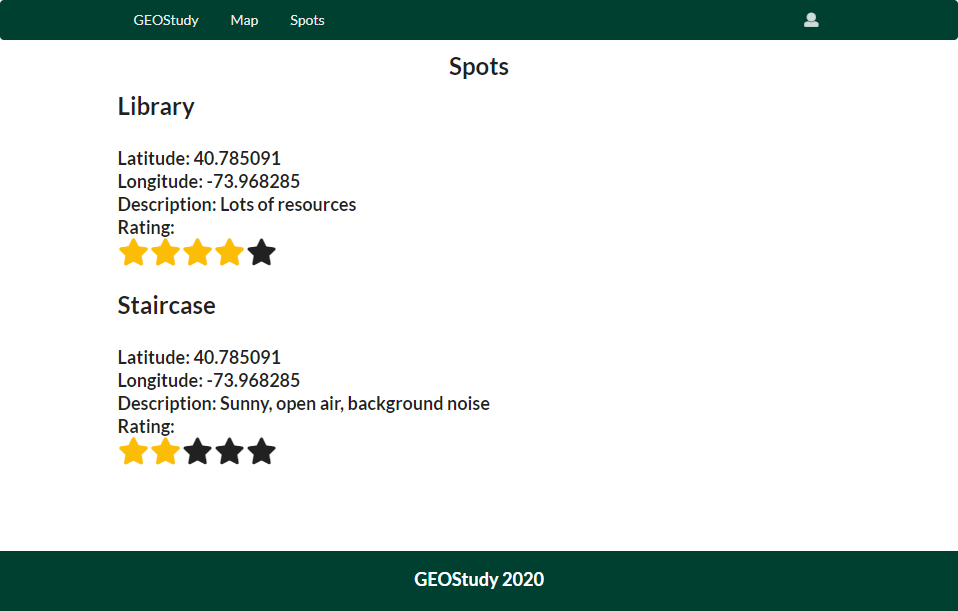 GEOStudy Map Spots
Spots
Library
Latitude: 40.785091
Longitude: -73.968285
Description: Lots of resources
Rating:
Staircase
Latitude: 40.785091
Longitude: -73.968285
Description: Sunny, open air, background noise
Rating:
GEOStudy 2020